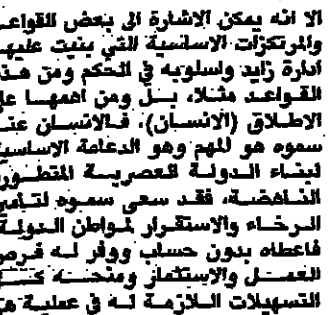 الا انه يمكن الاشارة الى بعض القواعد
والمرتكزات الاساسية التي بنيت عليها
ادارة زايد واسلوبه في الحكم ومن هذه
القواعد مثلا، بل ومن اهمها على
الاطلاق (الانسان). فالانسان عند
سموه هو المهم وهو الدعامة الاساسية
لبناء الدولة العصرية المتطورة
الناهضة، فقد سعى سموه لتأمين
الرخاء والاستقرار لمواطن الدولة
فاعطاه بدون حساب ووفر له فرص
العمل والاستثمار ومنحه كل
التسهيلات اللازمة له في عملية